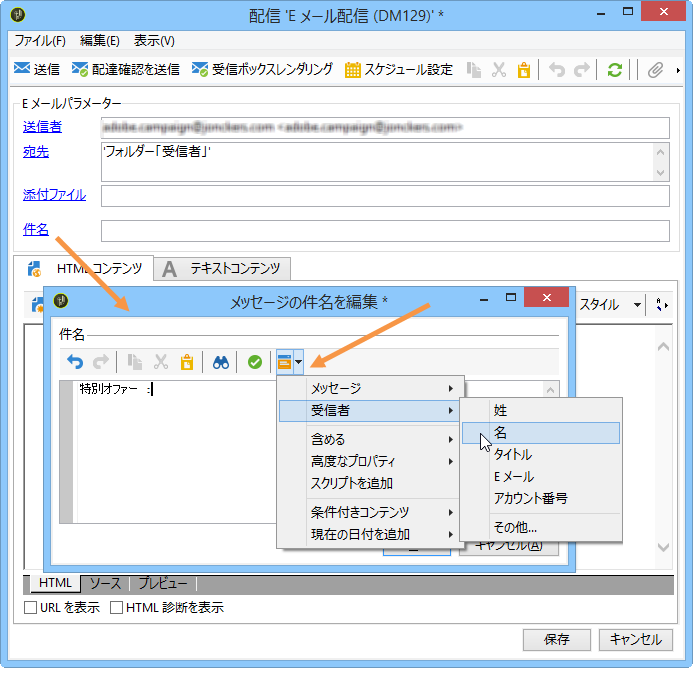 配信 'E メール配信 (DM129)' *
ファイル(F) 編集(E) 表示(V)
送信 配達確認を送信 受信ボックスレンダリング スケジュール設定
E メールパラメーター
送信者 adobe.campaign@jonckers.com <adobe.campaign@jonckers.com>
宛先 'フォルダー「受信者」'
添付ファイル
件名
HTML コンテンツ テキストコンテンツ
スタイル
メッセージの件名を編集 *
件名
特別オファー :
メッセージ
受信者
含める
高度なプロパティ
スクリプトを追加
条件付きコンテンツ
現在の日付を追加
姓
名
タイトル
E メール
アカウント番号
その他...
キャンセル(A)
HTML ソース プレビュー
URL を表示 HTML 診断を表示
保存 キャンセル